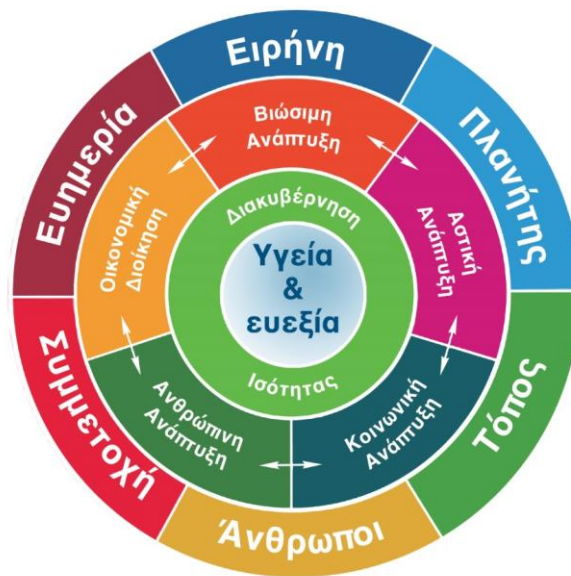 Ειρήνη
Πλανήτης
Τόπος
Άνθρωποι
Συμμετοχή
Ευημερία
Βιώσιμη
Ανάπτυξη
Αστική
Ανάπτυξη
Κοινωνική
Ανάπτυξη
Ανθρώπινη
Ανάπτυξη
Οικονομική
Διοίκηση
Διακυβέρνηση
Ισότητας
Υγεία
&
ευεξία